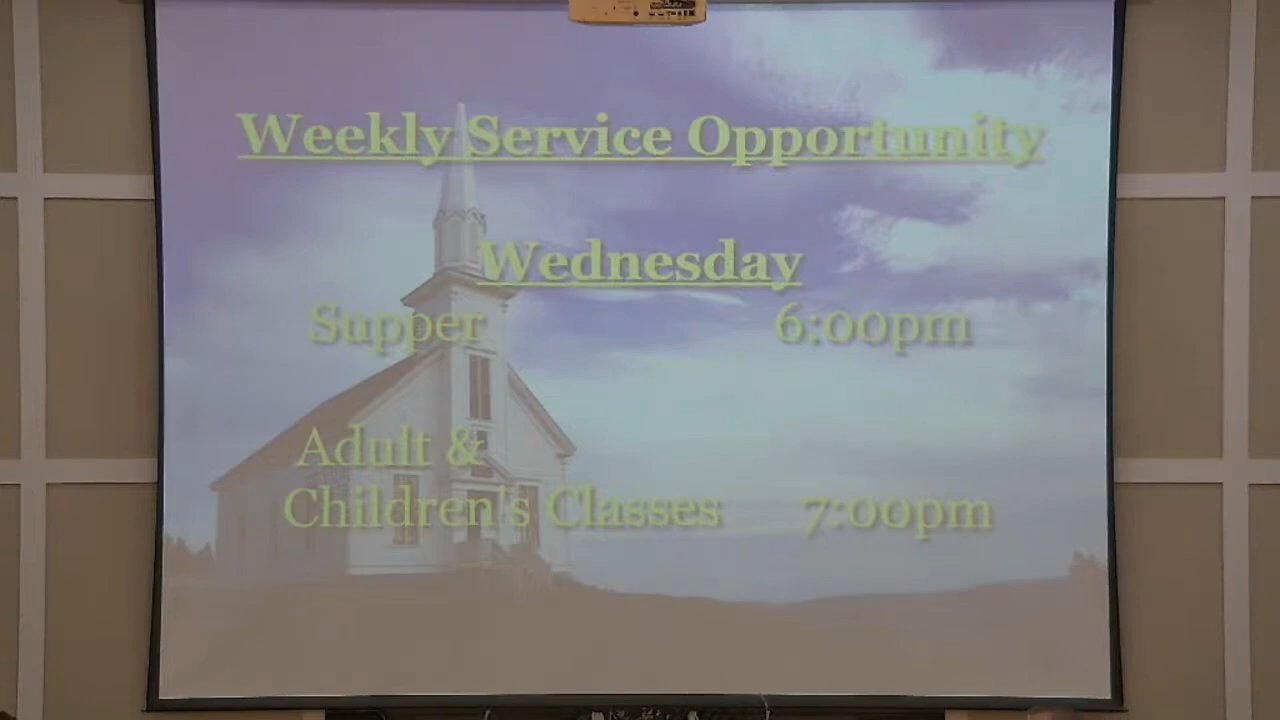 Weekly Service Opportunity
Wednesday
Supper 6:00pm
Adult &
Children's Classes 7:00pm